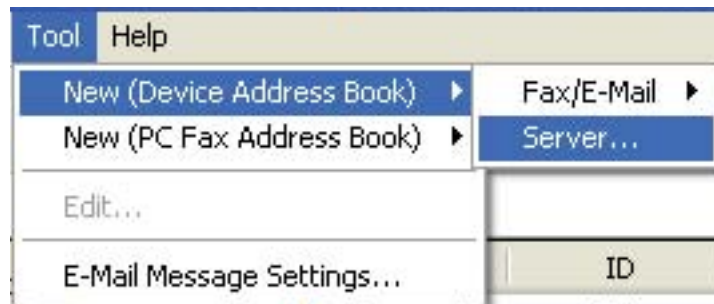 Tool Help
New (Device Address Book) Fax/E-Mail
New (PC Fax Address Book) Server...
Edit...
E-Mail Message Settings... ID